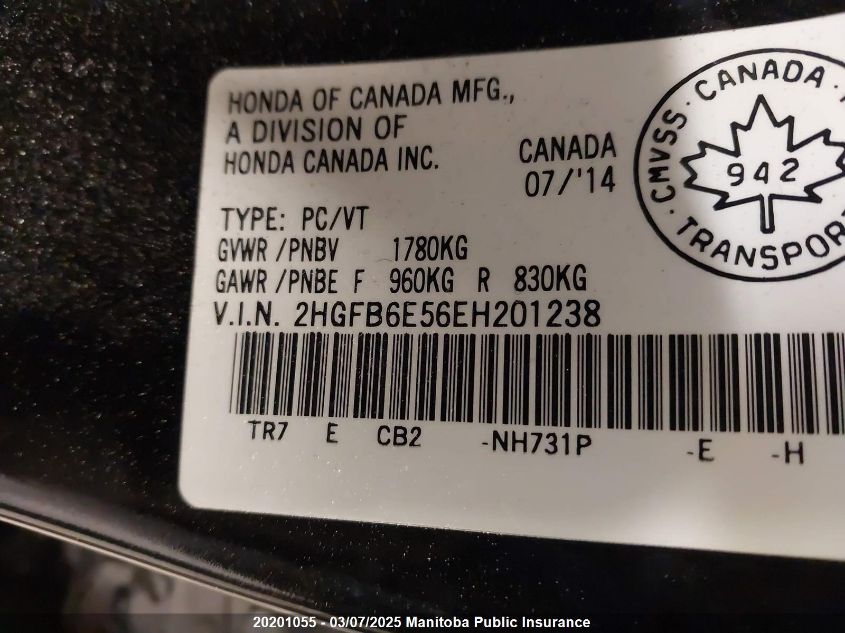 HONDA OF CANADA MFG.,
A DIVISION OF
HONDA CANADA INC.
CANADA
07/'14
TYPE: PC/VT
GVWR /PNBV 1780KG
GAWR /PNBE F 960KG R 830KG
V.I.N. 2HGFB6E56EH201238
TR7 E CB2 -NH731P -E -H
CMVSS · CANADA ·
942
TRANSPORT
20201055 - 03/07/2025 Manitoba Public Insurance